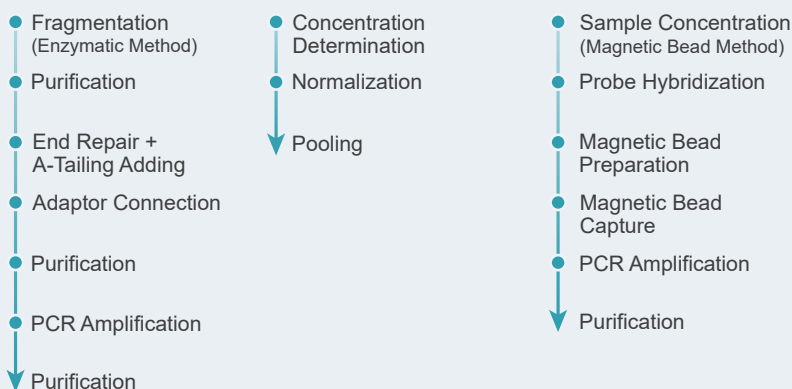 Fragmentation
(Enzymatic Method)
Purification
End Repair +
A-Tailing Adding
Adaptor Connection
Purification
PCR Amplification
Purification
Concentration
Determination
Normalization
Pooling
Sample Concentration
(Magnetic Bead Method)
Probe Hybridization
Magnetic Bead
Preparation
Magnetic Bead
Capture
PCR Amplification
Purification